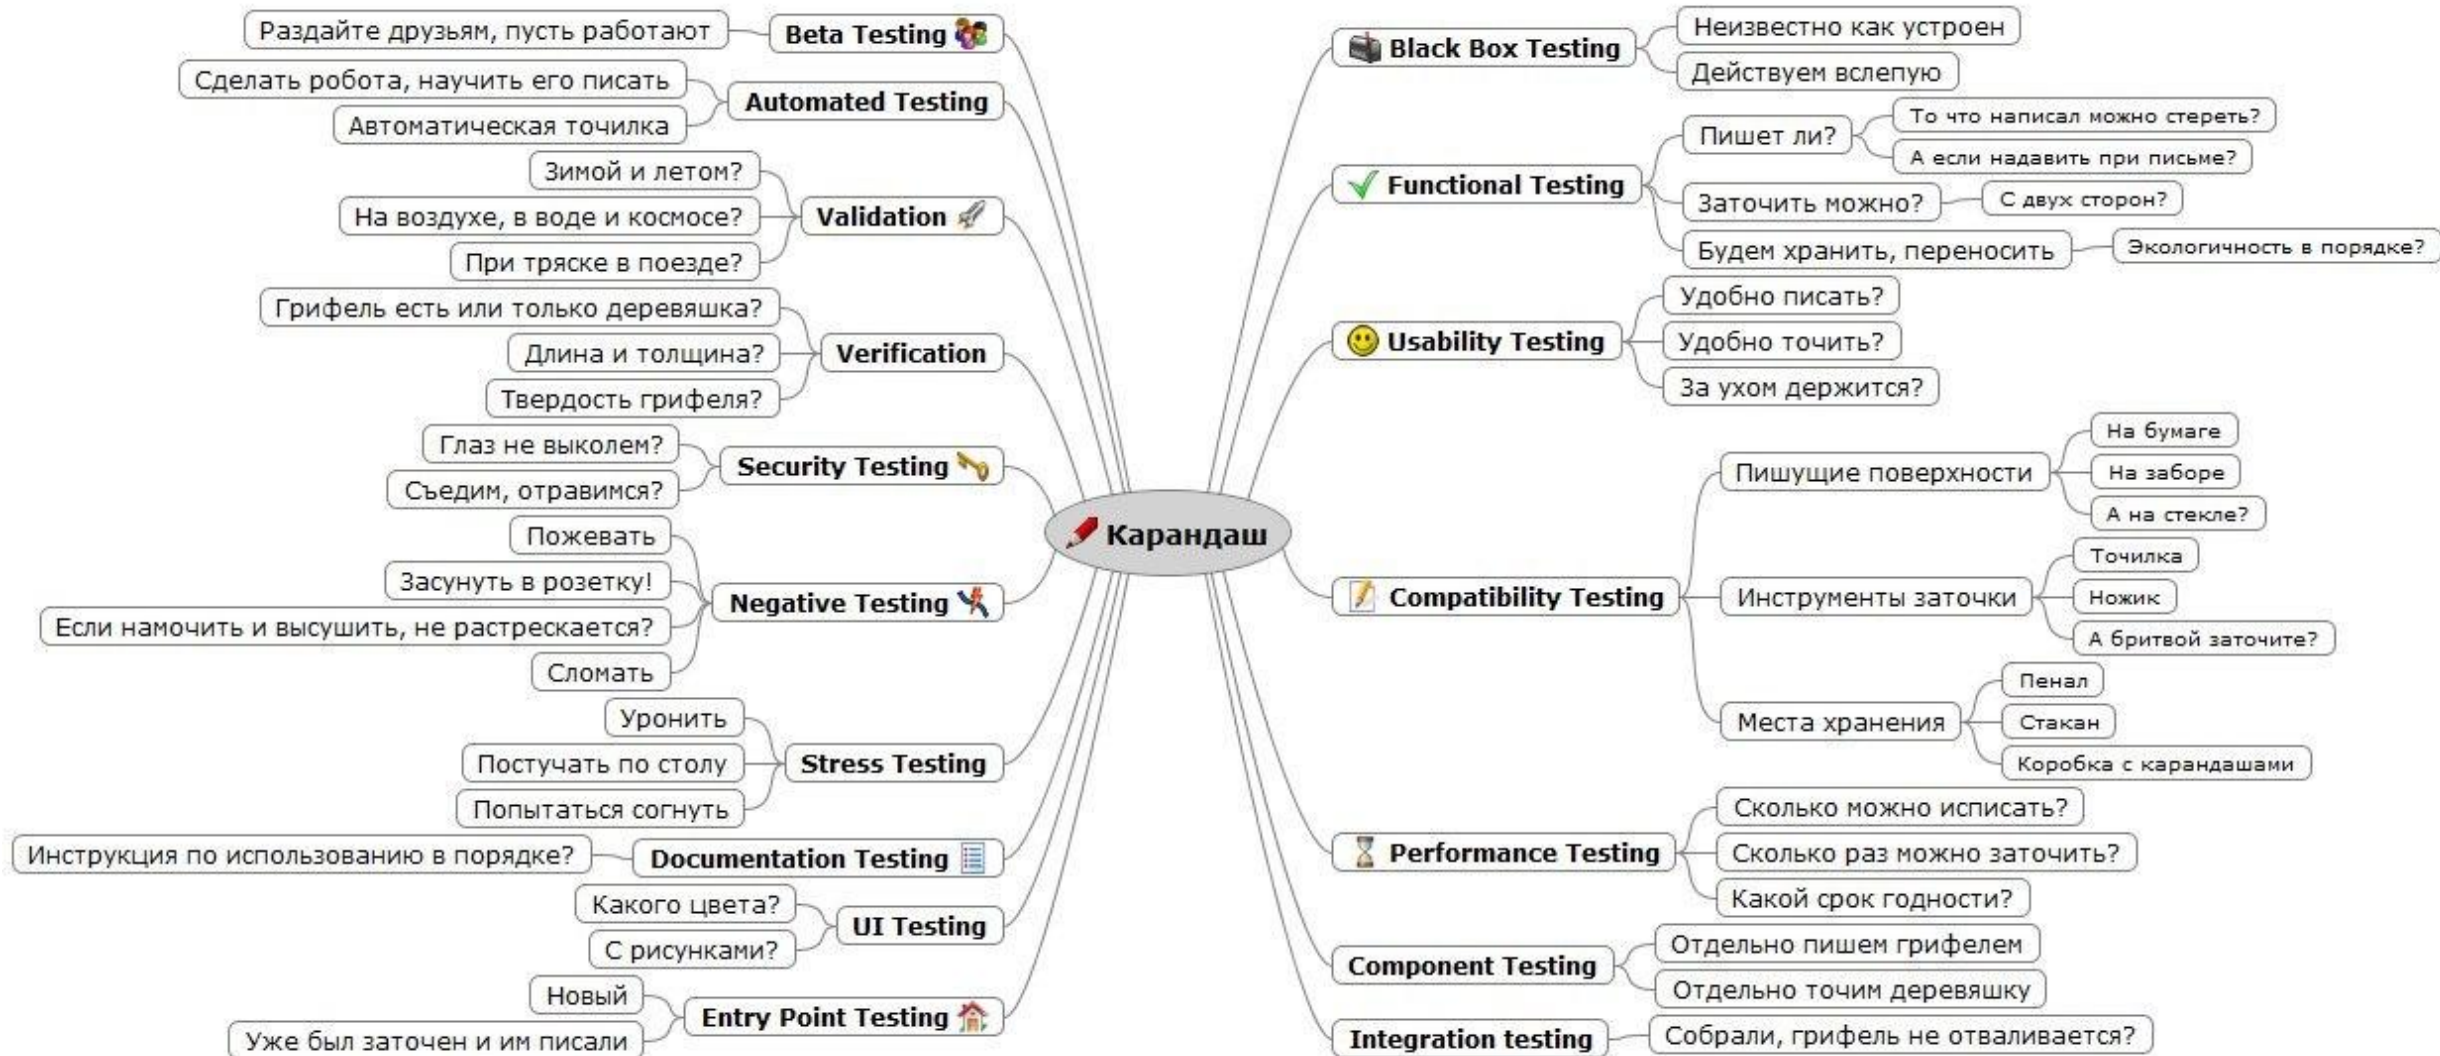 Карандаш
Beta Testing
Раздайте друзьям, пусть работают
Automated Testing
Сделать робота, научить его писать
Автоматическая точилка
Validation
Зимой и летом?
На воздухе, в воде и космосе?
При тряске в поезде?
Verification
Грифель есть или только деревяшка?
Длина и толщина?
Твердость грифеля?
Security Testing
Глаз не выколем?
Съедим, отравимся?
Negative Testing
Пожевать
Засунуть в розетку!
Если намочить и высушить, не растрескается?
Сломать
Stress Testing
Уронить
Постучать по столу
Попытаться согнуть
Documentation Testing
Инструкция по использованию в порядке?
UI Testing
Какого цвета?
С рисунками?
Entry Point Testing
Новый
Уже был заточен и им писали
Black Box Testing
Неизвестно как устроен
Действуем вслепую
Functional Testing
Пишет ли?
То что написал можно стереть?
А если надавить при письме?
Заточить можно?
С двух сторон?
Будем хранить, переносить
Экологичность в порядке?
Usability Testing
Удобно писать?
Удобно точить?
За ухом держится?
Compatibility Testing
Пишущие поверхности
На бумаге
На заборе
А на стекле?
Инструменты заточки
Точилка
Ножик
А бритвой заточите?
Места хранения
Пенал
Стакан
Коробка с карандашами
Performance Testing
Сколько можно исписать?
Сколько раз можно заточить?
Какой срок годности?
Component Testing
Отдельно пишем грифелем
Отдельно точим деревяшку
Integration testing
Собрали, грифель не отваливается?